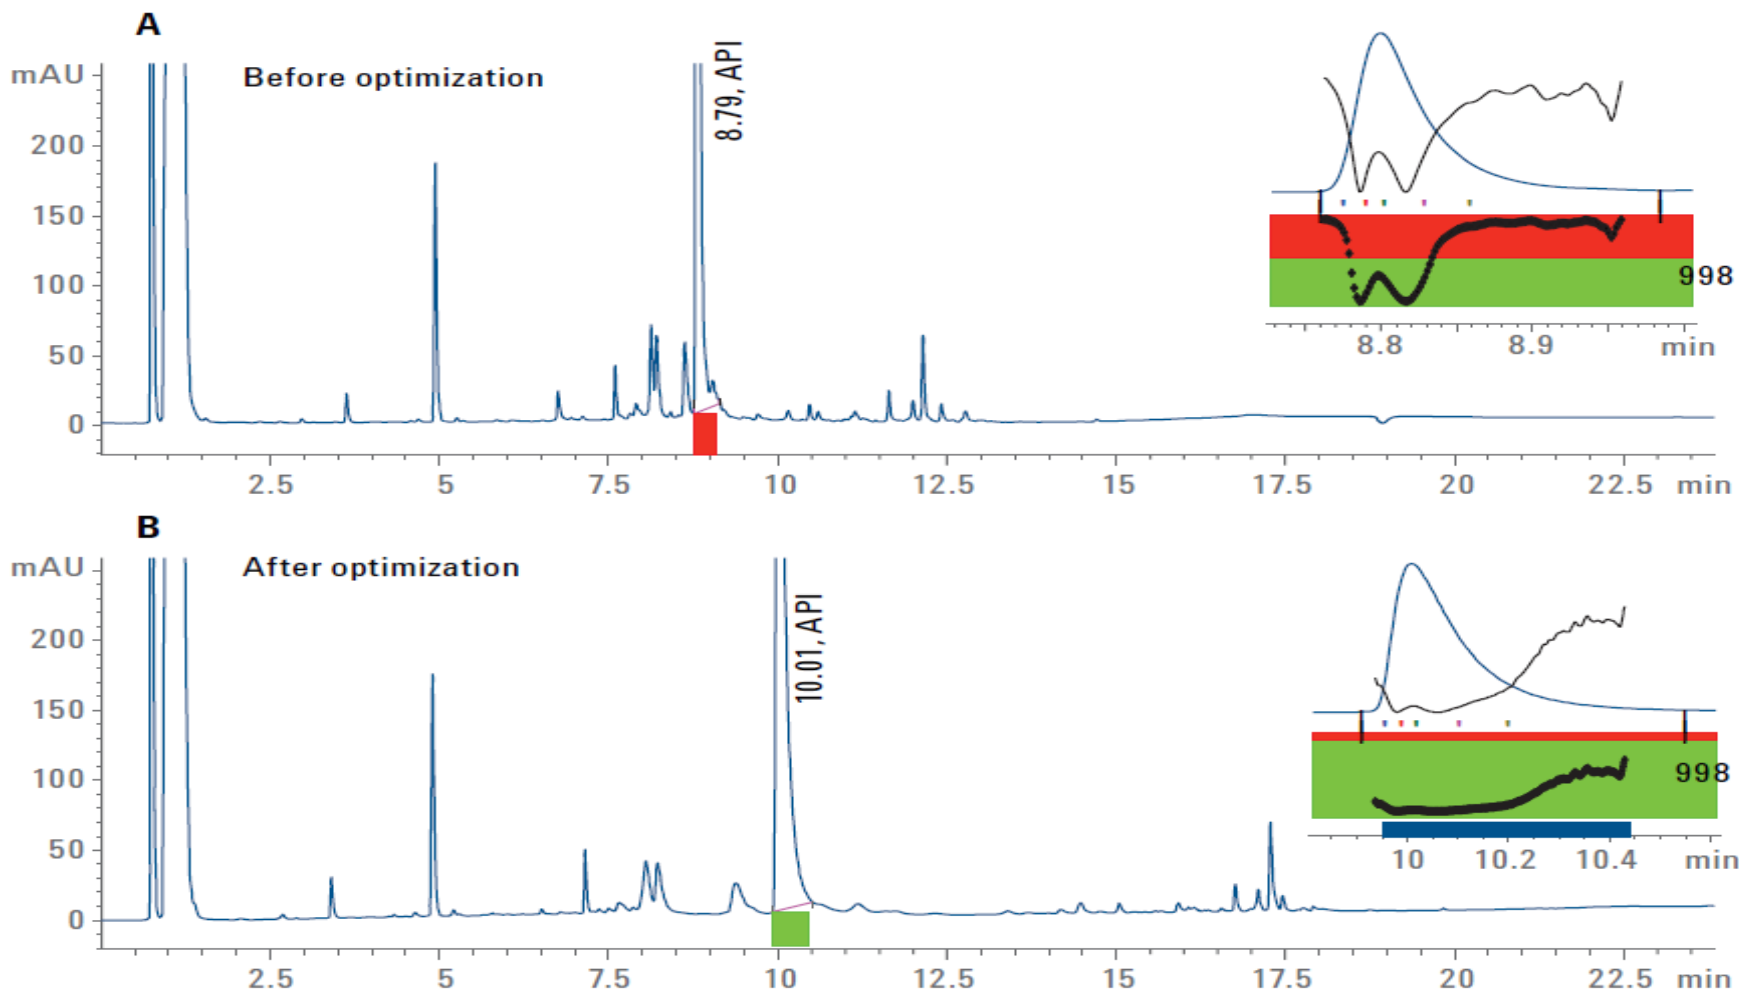 A
mAU
Before optimization
8.79, API
200
150
100
50
0
2.5 5 7.5 10 12.5 15 17.5 20 22.5 min
998
8.8 8.9 min
B
mAU
After optimization
10.01, API
200
150
100
50
0
2.5 5 7.5 10 12.5 15 17.5 20 22.5 min
998
10 10.2 10.4 min